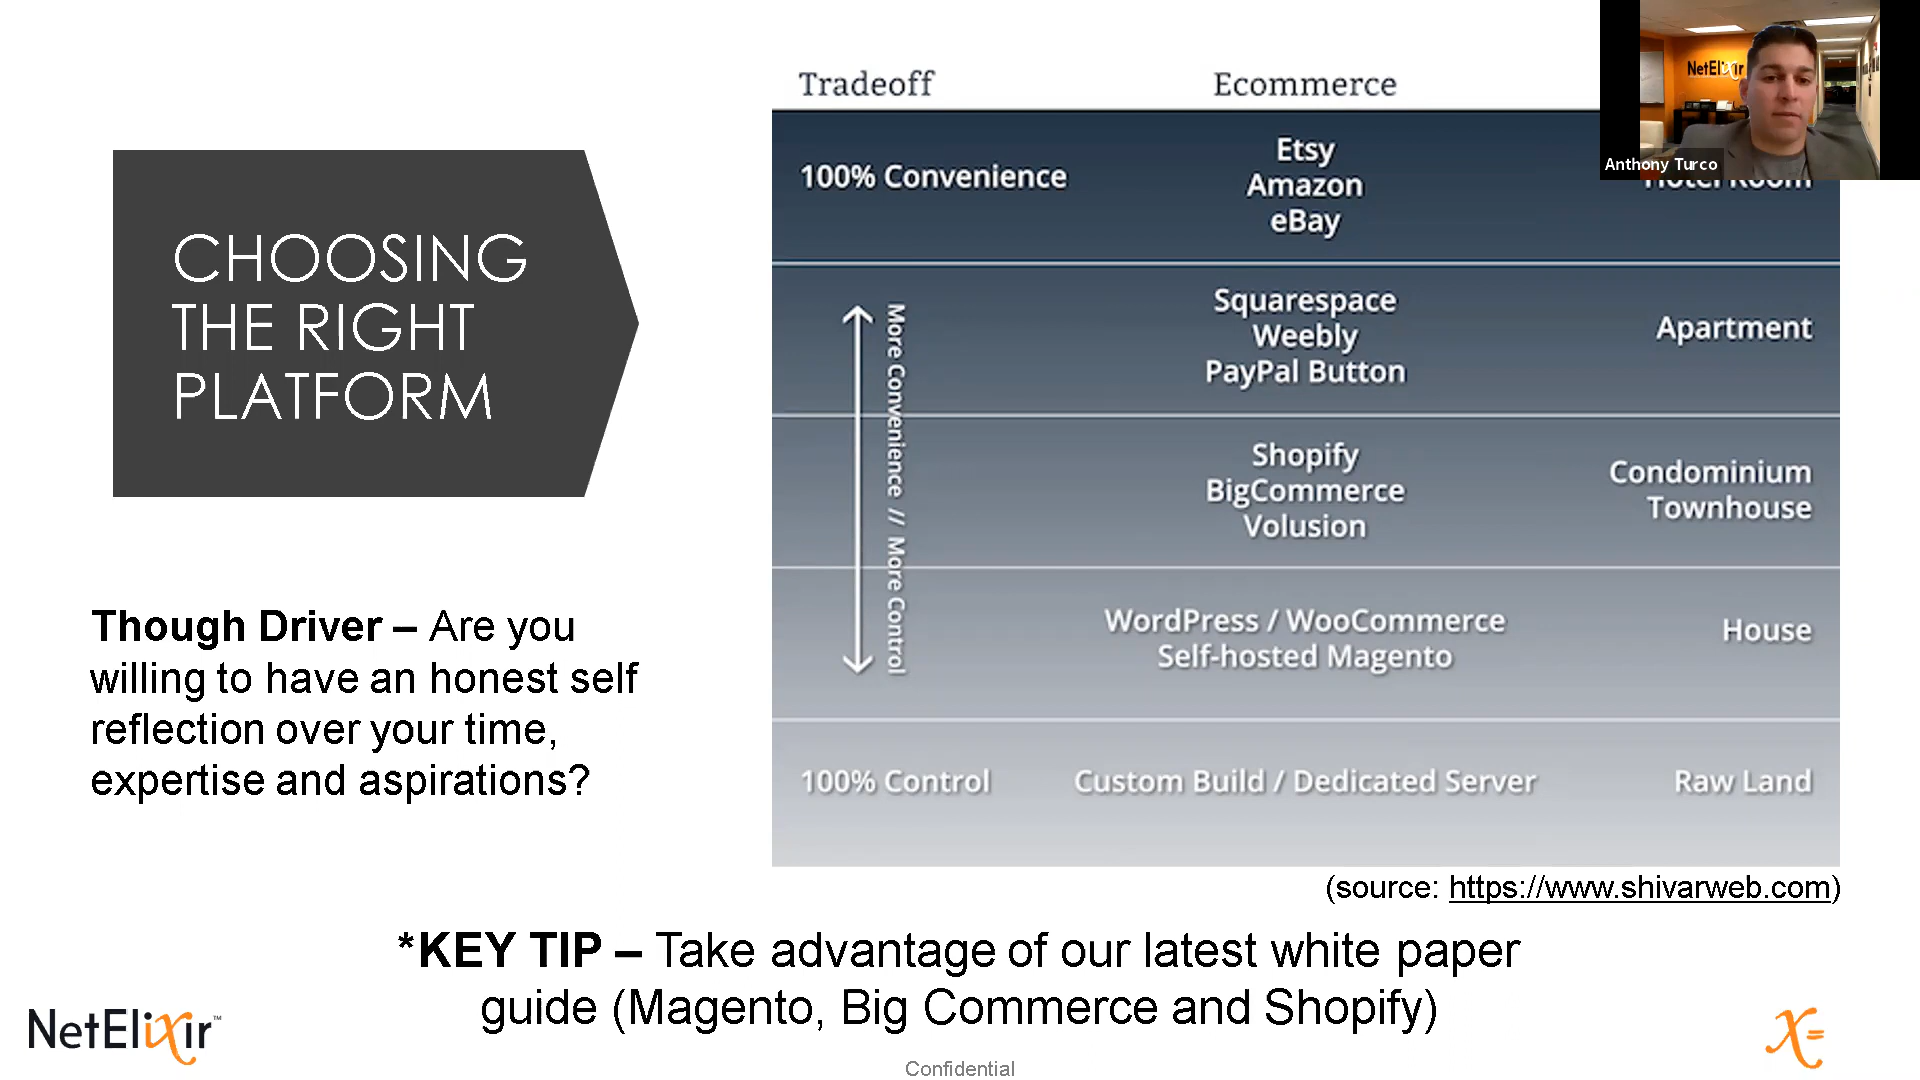 Tradeoff
Ecommerce
NetElixir
Anthony Turco
100% Convenience
Etsy
Amazon
eBay
Hotel Room
CHOOSING
THE RIGHT
PLATFORM
More Convenience // More Control
Squarespace
Weebly
PayPal Button
Apartment
Shopify
BigCommerce
Volusion
Condominium
Townhouse
WordPress / WooCommerce
Self-hosted Magento
House
100% Control
Custom Build / Dedicated Server
Raw Land
Though Driver – Are you
willing to have an honest self
reflection over your time,
expertise and aspirations?
(source: https://www.shivarweb.com)
*KEY TIP – Take advantage of our latest white paper
guide (Magento, Big Commerce and Shopify)
NetElixir™
X=
Confidential